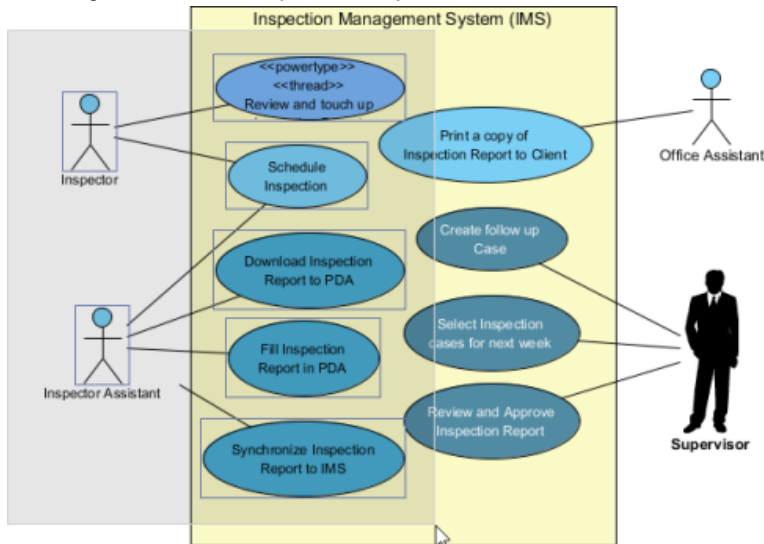 Inspection Management System (IMS)
<<powertype>>
<<thread>>
Review and touch up
Print a copy of
Inspection Report to Client
Office Assistant
Inspector
Schedule
Inspection
Create follow up
Case
Download Inspection
Report to PDA
Select Inspection
cases for next week
Fill Inspection
Report in PDA
Inspector Assistant
Review and Approve
Inspection Report
Supervisor
Synchronize Inspection
Report to IMS